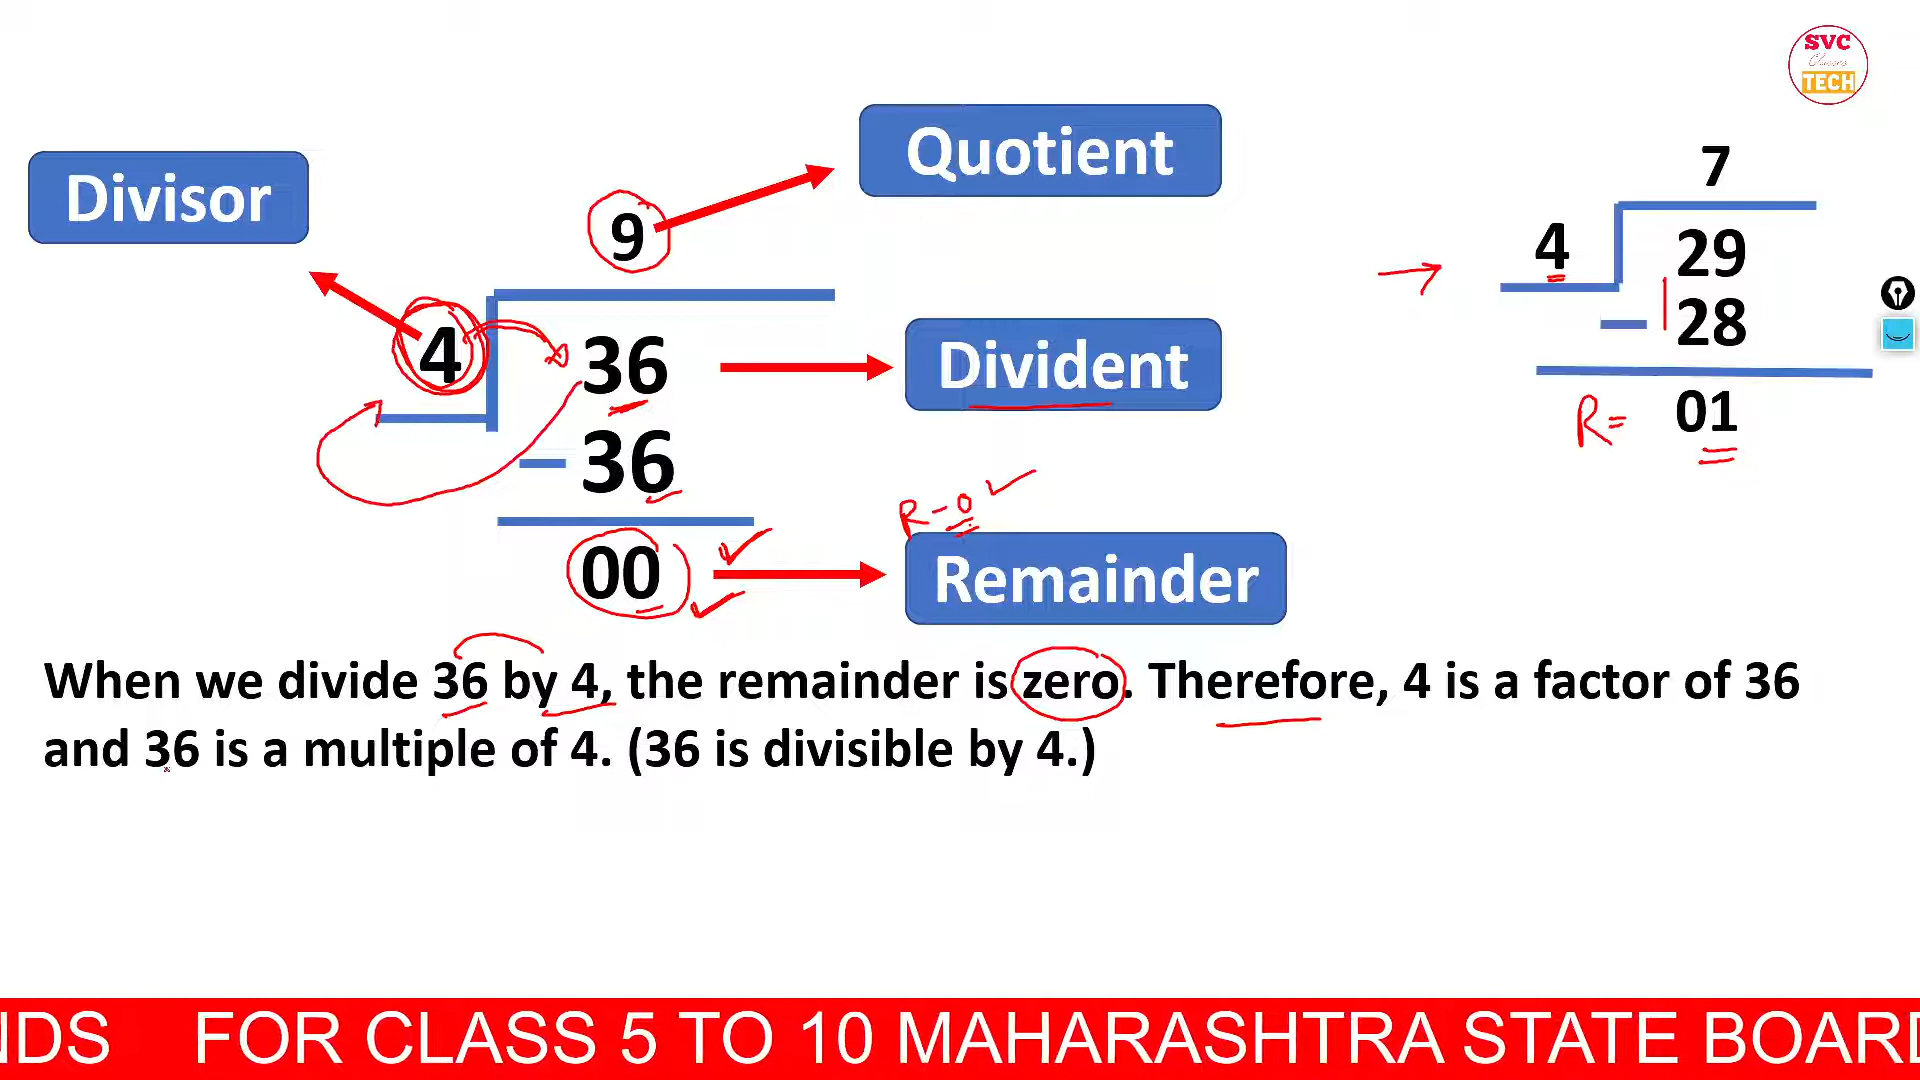 SVC
Classes
TECH
Quotient
Divisor
9
4
36
Divident
36
R-0
00
Remainder
7
4
29
28
R= 01
When we divide 36 by 4, the remainder is zero. Therefore, 4 is a factor of 36
and 36 is a multiple of 4. (36 is divisible by 4.)
NDS FOR CLASS 5 TO 10 MAHARASHTRA STATE BOARD